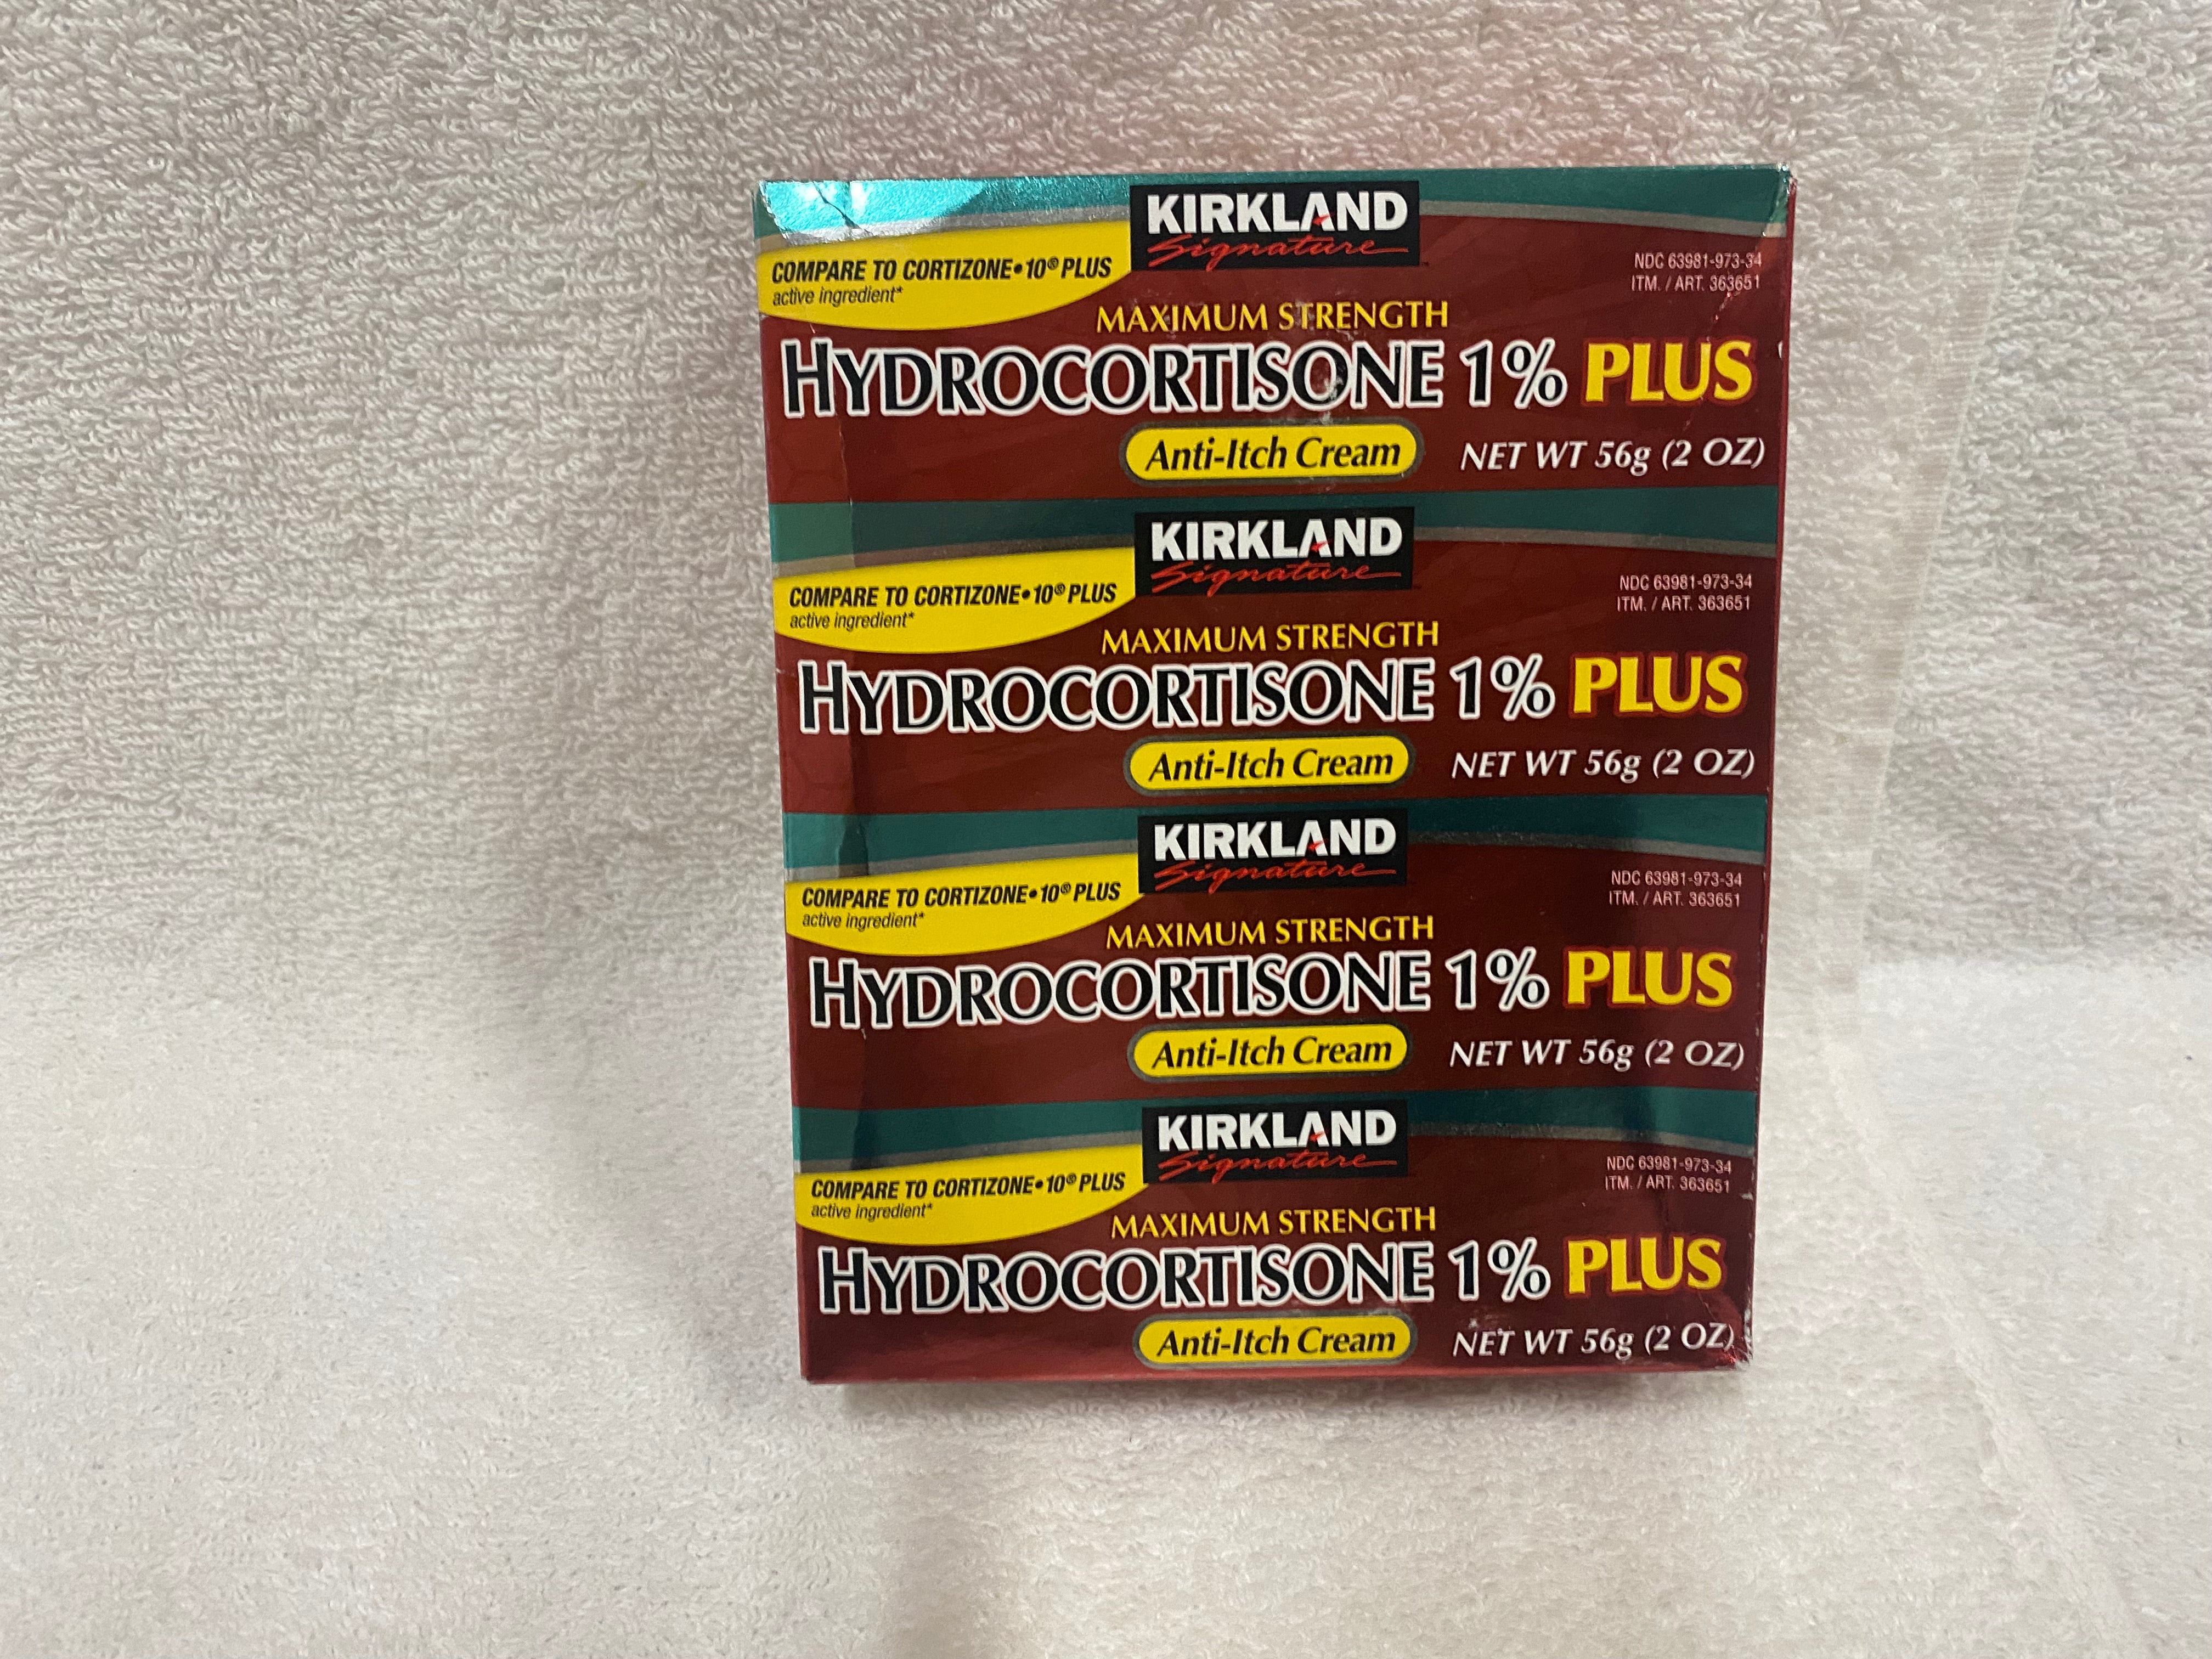 KIRKLAND
Signature
COMPARE TO CORTIZONE•10® PLUS
active ingredient*
NDC 63981-973-34
ITM. / ART. 363651
MAXIMUM STRENGTH
HYDROCORTISONE 1% PLUS
Anti-Itch Cream NET WT 56g (2 OZ)
KIRKLAND
Signature
COMPARE TO CORTIZONE•10® PLUS
active ingredient*
NDC 63981-973-34
ITM. / ART. 363651
MAXIMUM STRENGTH
HYDROCORTISONE 1% PLUS
Anti-Itch Cream NET WT 56g (2 OZ)
KIRKLAND
Signature
COMPARE TO CORTIZONE•10® PLUS
active ingredient*
NDC 63981-973-34
ITM. / ART. 363651
MAXIMUM STRENGTH
HYDROCORTISONE 1% PLUS
Anti-Itch Cream NET WT 56g (2 OZ)
KIRKLAND
Signature
COMPARE TO CORTIZONE•10® PLUS
active ingredient*
NDC 63981-973-34
ITM. / ART. 363651
MAXIMUM STRENGTH
HYDROCORTISONE 1% PLUS
Anti-Itch Cream NET WT 56g (2 OZ)